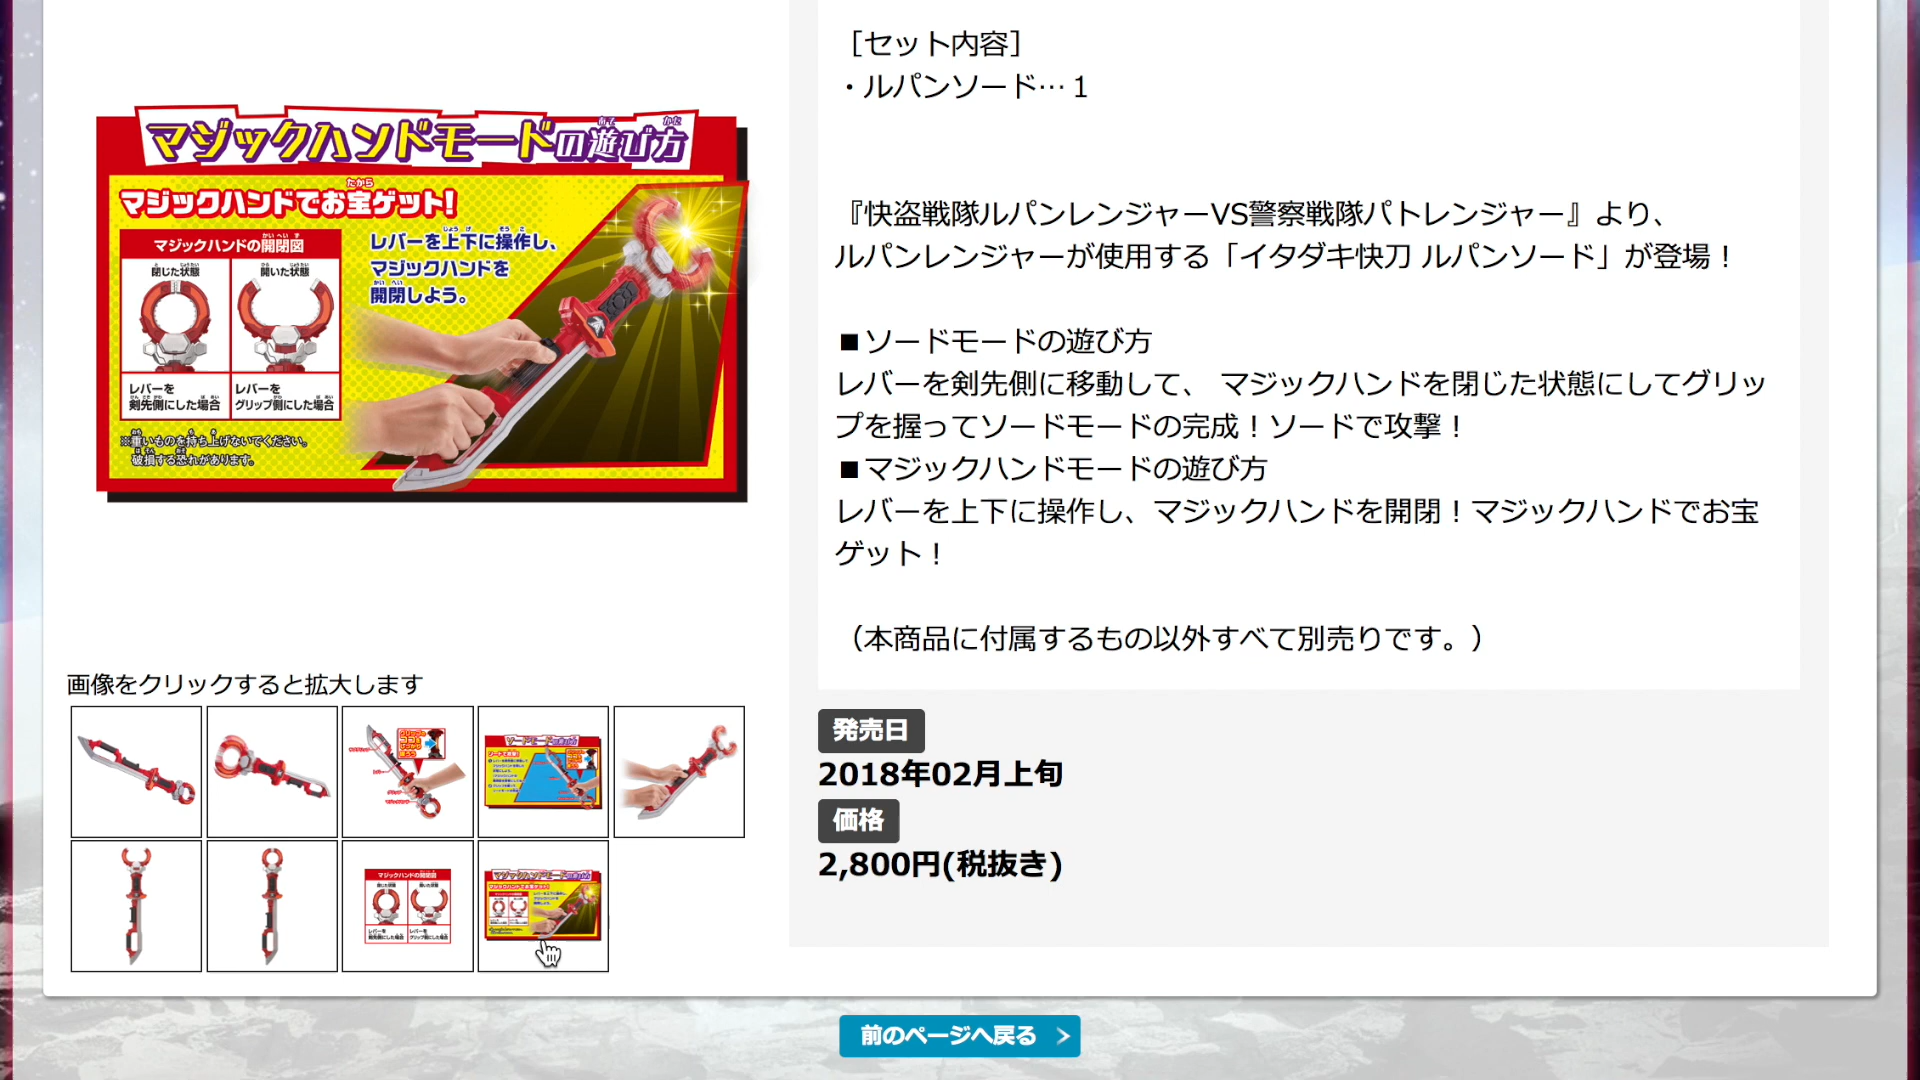 マジックハンドモードの遊び方
マジックハンドでお宝ゲット!
マジックハンドの開閉図
閉じた状態
開いた状態
レバーを
剣先側にした場合
レバーを
グリップ側にした場合
※重いものを持ち上げないでください。
破損する恐れがあります。
レバーを上下に操作し、
マジックハンドを
開閉しよう。
画像をクリックすると拡大します
［セット内容］
・ルパンソード…１
『快盗戦隊ルパンレンジャーVS警察戦隊パトレンジャー』より、
ルパンレンジャーが使用する「イタダキ快刀 ルパンソード」が登場！
■ソードモードの遊び方
レバーを剣先側に移動して、 マジックハンドを閉じた状態にしてグリッ
プを握ってソードモードの完成！ソードで攻撃！
■マジックハンドモードの遊び方
レバーを上下に操作し、マジックハンドを開閉！マジックハンドでお宝
ゲット！
（本商品に付属するもの以外すべて別売りです。）
発売日
2018年02月上旬
価格
2,800円(税抜き)
前のページへ戻る